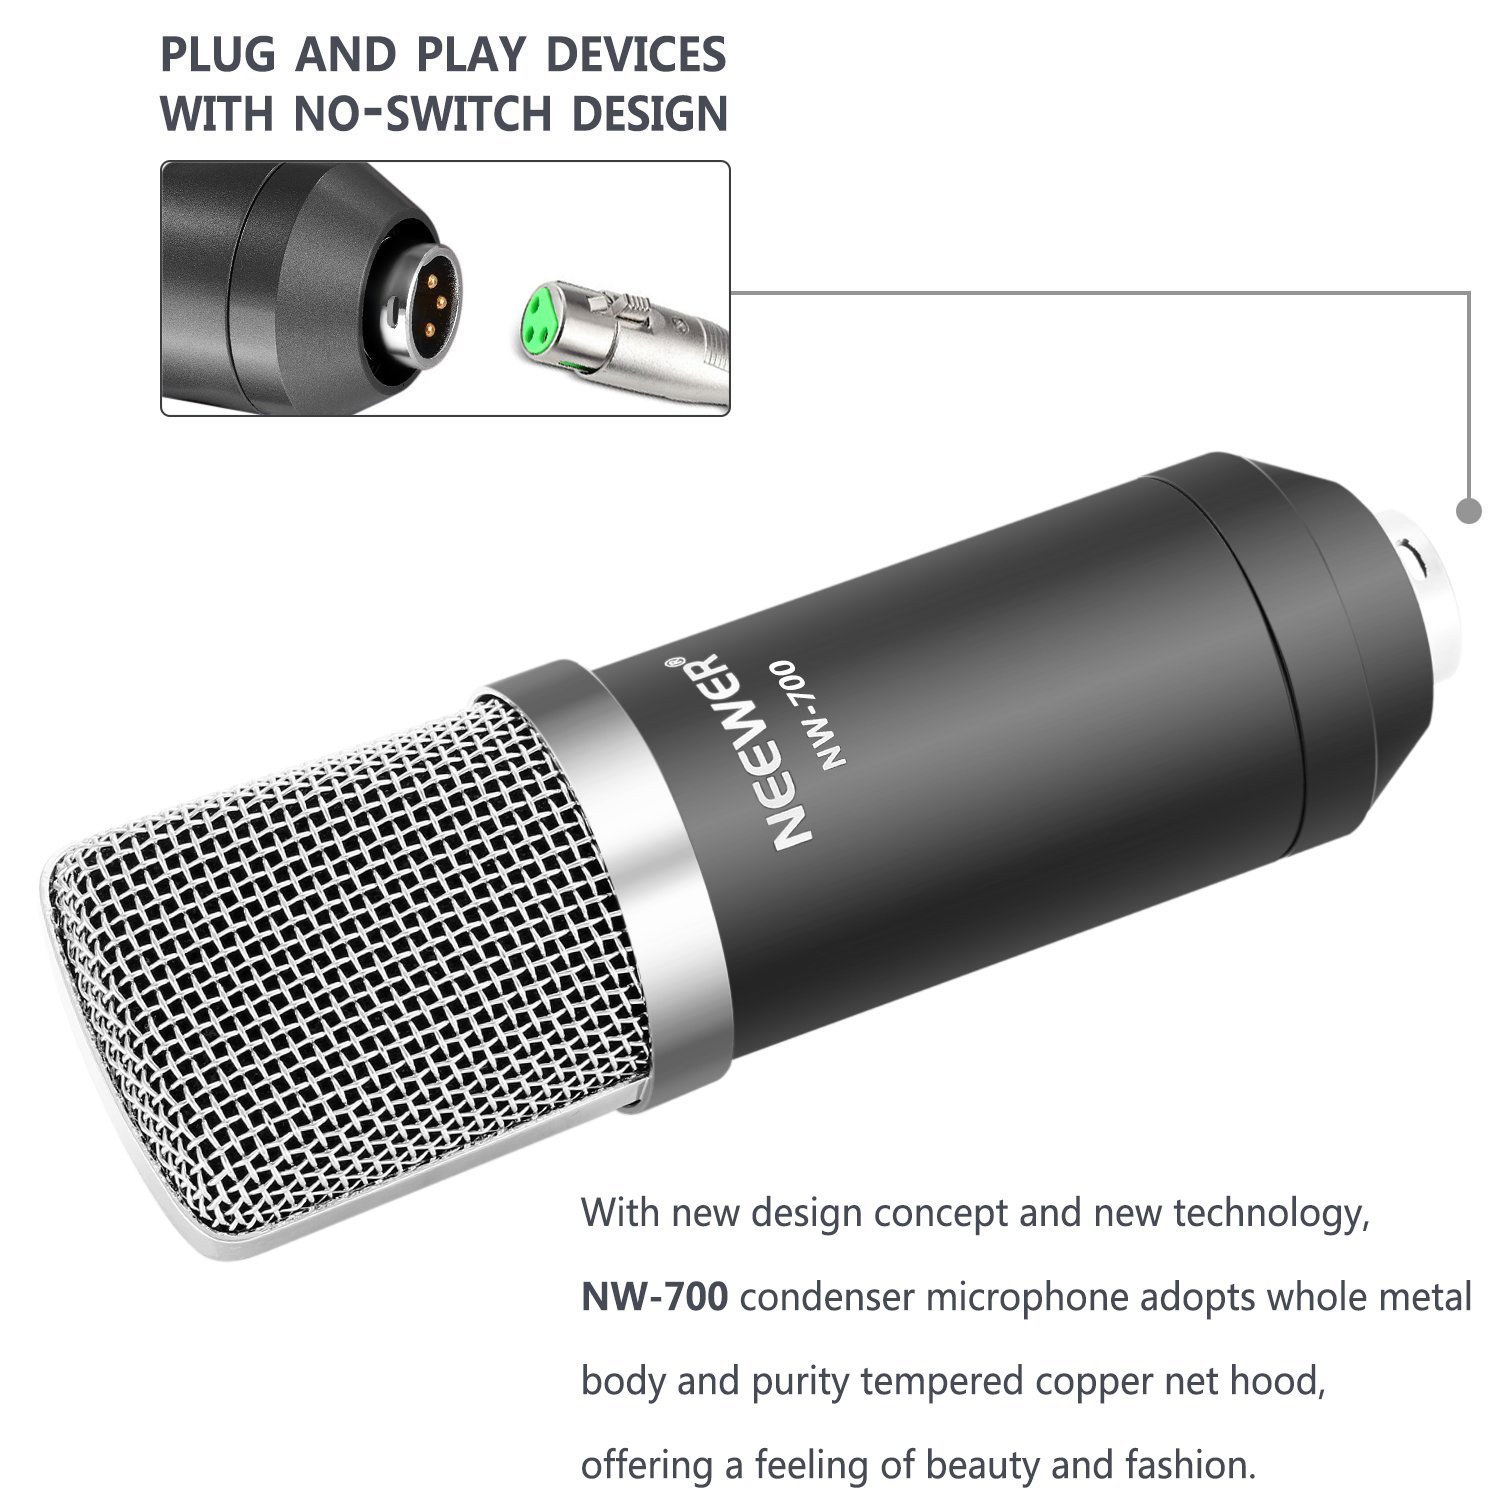 PLUG AND PLAY DEVICES
WITH NO-SWITCH DESIGN
NEEWER®
NW-700
With new design concept and new technology,
NW-700 condenser microphone adopts whole metal
body and purity tempered copper net hood,
offering a feeling of beauty and fashion.